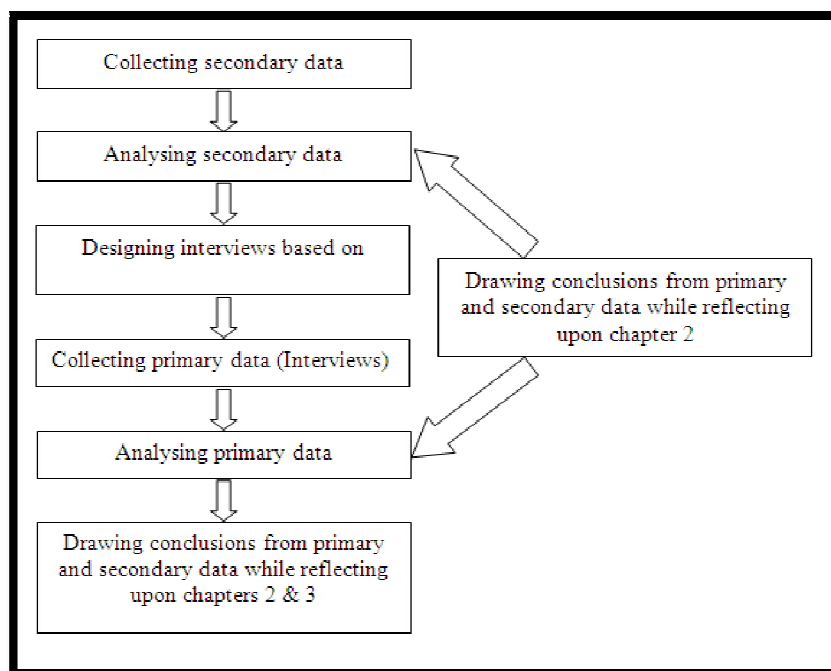 Collecting secondary data
Analysing secondary data
Designing interviews based on
Collecting primary data (Interviews)
Analysing primary data
Drawing conclusions from primary
and secondary data while reflecting
upon chapters 2 & 3
Drawing conclusions from primary
and secondary data while reflecting
upon chapter 2